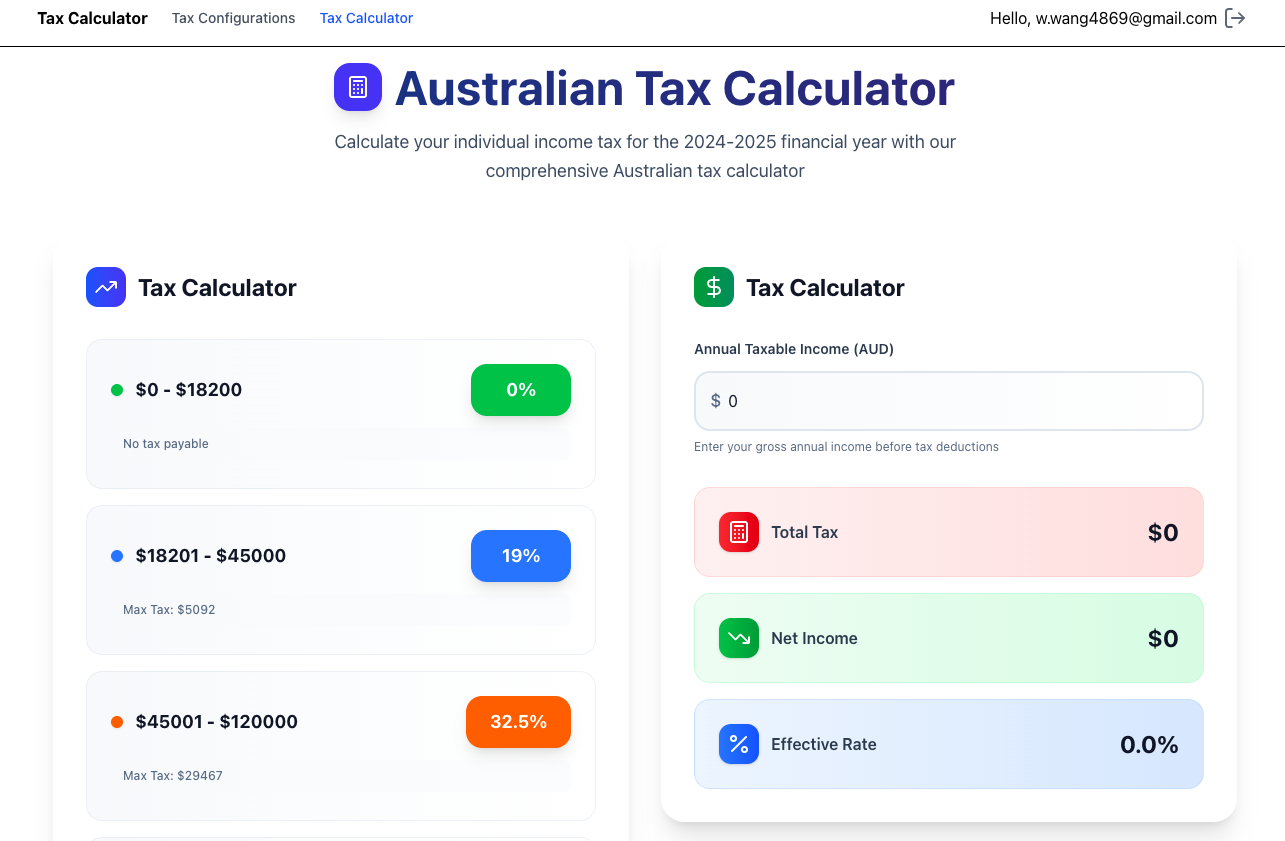 Tax Calculator
Tax Configurations
Tax Calculator
Hello, w.wang4869@gmail.com
Australian Tax Calculator
Calculate your individual income tax for the 2024-2025 financial year with our
comprehensive Australian tax calculator
Tax Calculator
$0 - $18200
0%
No tax payable
$18201 - $45000
19%
Max Tax: $5092
$45001 - $120000
32.5%
Max Tax: $29467
Tax Calculator
Annual Taxable Income (AUD)
$ 0
Enter your gross annual income before tax deductions
Total Tax
$0
Net Income
$0
Effective Rate
0.0%